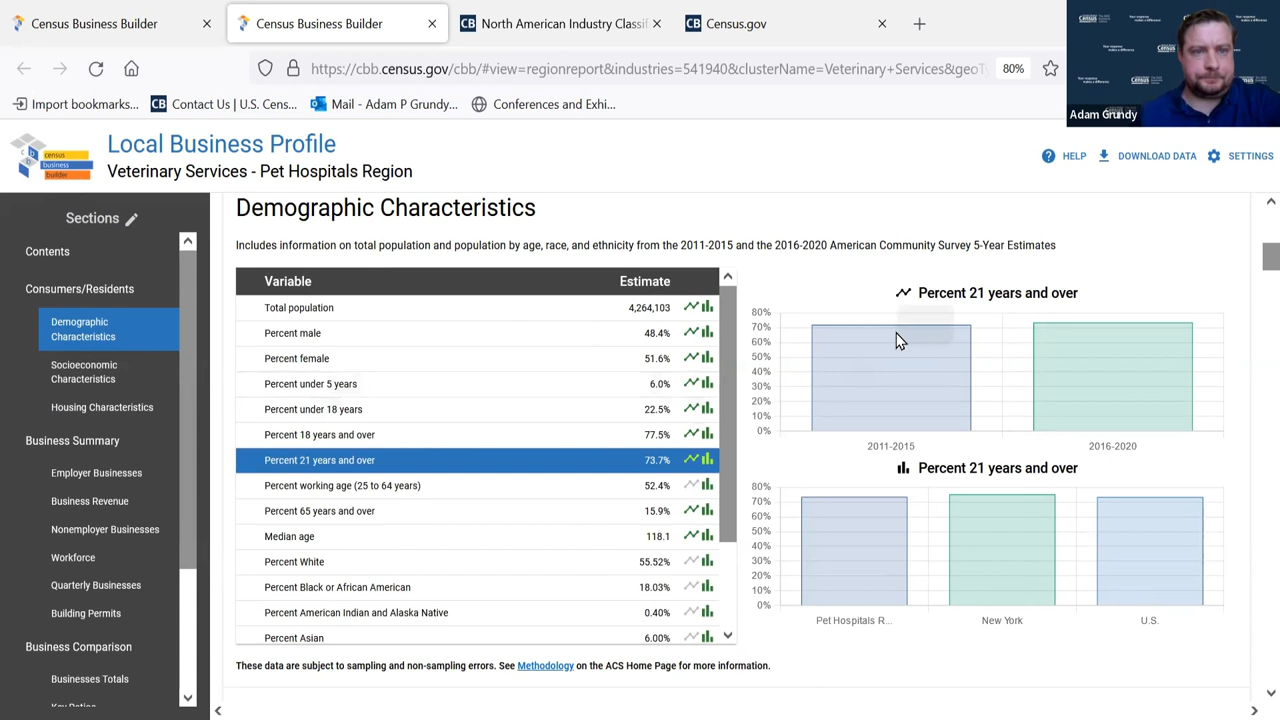 Census Business Builder
Census Business Builder
CB North American Industry Classif
CB Census.gov
https://cbb.census.gov/cbb/#view=regionreport&industries=541940&clusterName=Veterinary+Services&geoTy
80%
Import bookmarks...
CB Contact Us | U.S. Cens...
Mail - Adam P Grundy...
Conferences and Exhi...
Adam Grundy
census
business
builder
Local Business Profile
Veterinary Services - Pet Hospitals Region
HELP
DOWNLOAD DATA
SETTINGS
Sections
Contents
Consumers/Residents
Demographic
Characteristics
Socioeconomic
Characteristics
Housing Characteristics
Business Summary
Employer Businesses
Business Revenue
Nonemployer Businesses
Workforce
Quarterly Businesses
Building Permits
Business Comparison
Businesses Totals
Key Ratios
Demographic Characteristics
Includes information on total population and population by age, race, and ethnicity from the 2011-2015 and the 2016-2020 American Community Survey 5-Year Estimates
Variable Estimate
Total population 4,264,103
Percent male 48.4%
Percent female 51.6%
Percent under 5 years 6.0%
Percent under 18 years 22.5%
Percent 18 years and over 77.5%
Percent 21 years and over 73.7%
Percent working age (25 to 64 years) 52.4%
Percent 65 years and over 15.9%
Median age 118.1
Percent White 55.52%
Percent Black or African American 18.03%
Percent American Indian and Alaska Native 0.40%
Percent Asian 6.00%
These data are subject to sampling and non-sampling errors. See Methodology on the ACS Home Page for more information.
Percent 21 years and over
80%
70%
60%
50%
40%
30%
20%
10%
0%
2011-2015 2016-2020
Percent 21 years and over
80%
70%
60%
50%
40%
30%
20%
10%
0%
Pet Hospitals R... New York U.S.